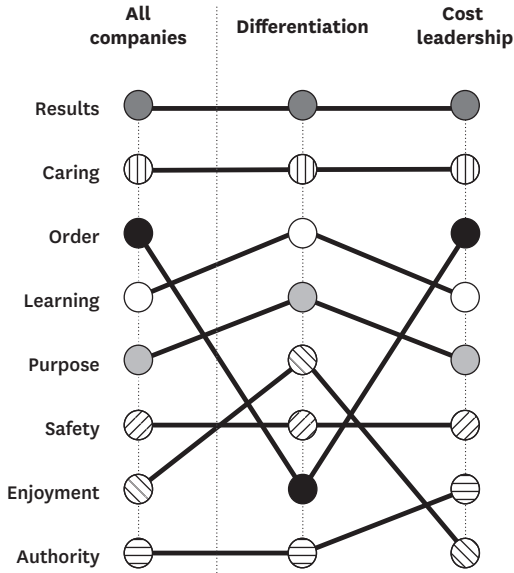 All
companies
Differentiation
Cost
leadership
Results
Caring
Order
Learning
Purpose
Safety
Enjoyment
Authority